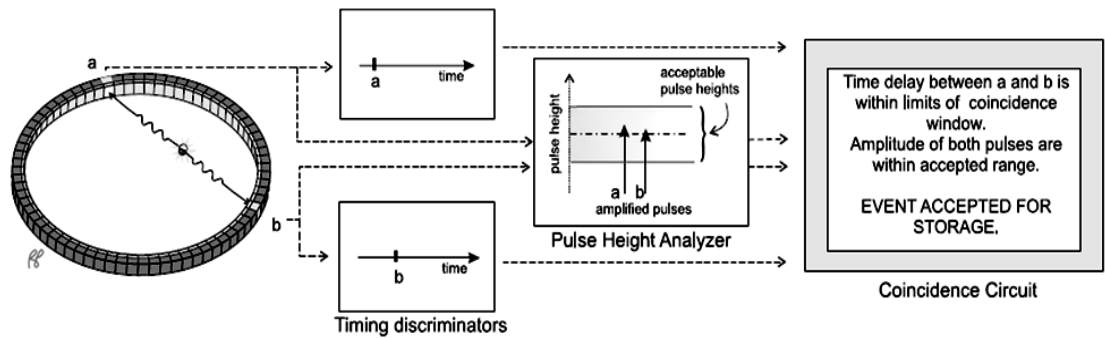 a
b
a
time
b
time
Timing discriminators
pulse height
acceptable
pulse heights
a b
amplified pulses
Pulse Height Analyzer
Time delay between a and b is
within limits of coincidence
window.
Amplitude of both pulses are
within accepted range.
EVENT ACCEPTED FOR
STORAGE.
Coincidence Circuit